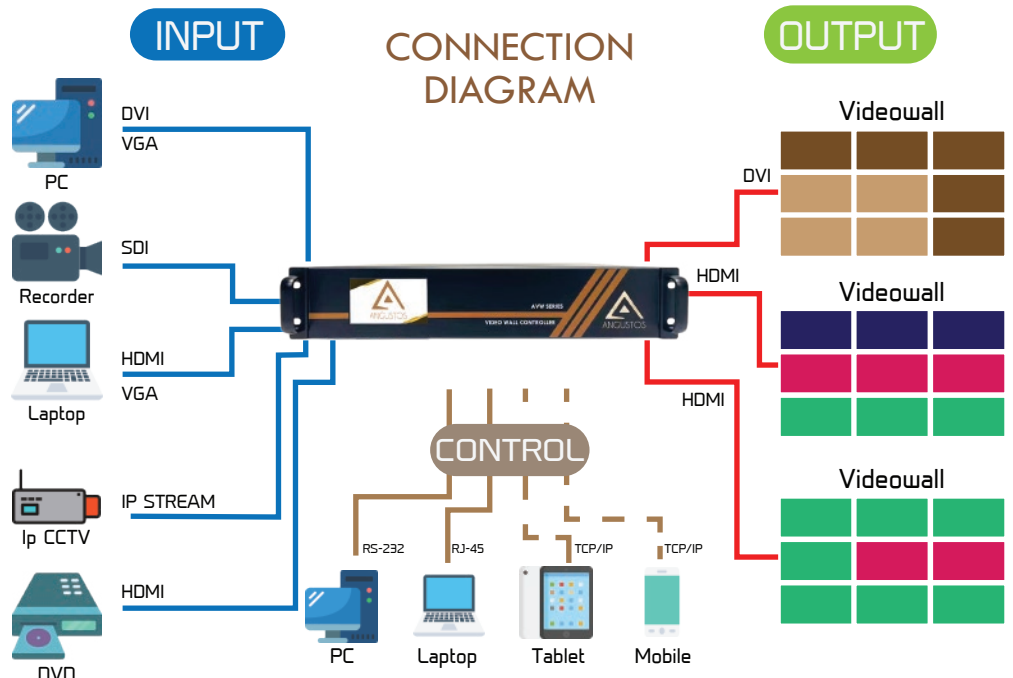 INPUT
CONNECTION
DIAGRAM
OUTPUT
DVI
VGA
PC
SDI
Recorder
HDMI
VGA
Laptop
IP STREAM
Ip CCTV
HDMI
DVD
ANGUSTOS
AVW SERIES
VIDEO WALL CONTROLLER
ANGUSTOS
CONTROL
RS-232
RJ-45
TCP/IP
TCP/IP
PC
Laptop
Tablet
Mobile
Videowall
DVI
HDMI
Videowall
HDMI
Videowall